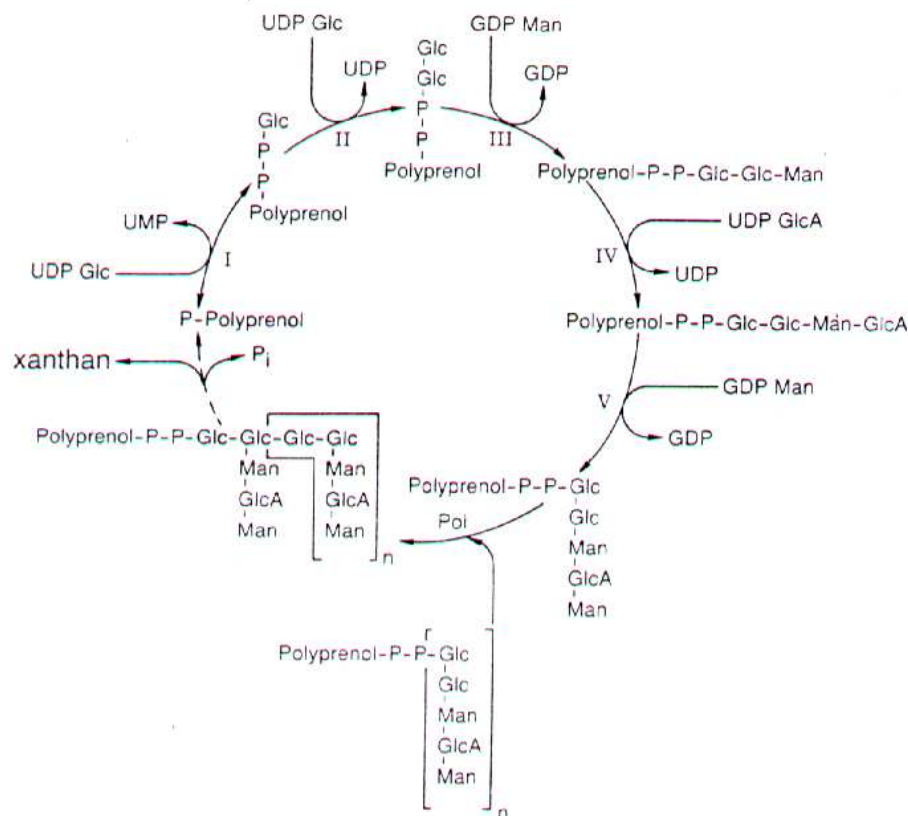 UDP Glc
GDP Man
UDP
Glc
Glc
P
P
Polyprenol
GDP
II
III
Glc
P
P
Polyprenol
Polyprenol-P-P-Glc-Glc-Man
UMP
UDP Glc
I
UDP GlcA
IV
UDP
P-Polyprenol
Polyprenol-P-P-Glc-Glc-Man-GlcA
xanthan
Pi
GDP Man
V
GDP
Polyprenol-P-P-Glc-Glc-Glc-Glc
Man Man
GlcA GlcA
Man Man
n
Polyprenol-P-P-Glc
Glc
Man
GlcA
Man
Pol
Polyprenol-P-P-Glc
Glc
Man
GlcA
Man
n